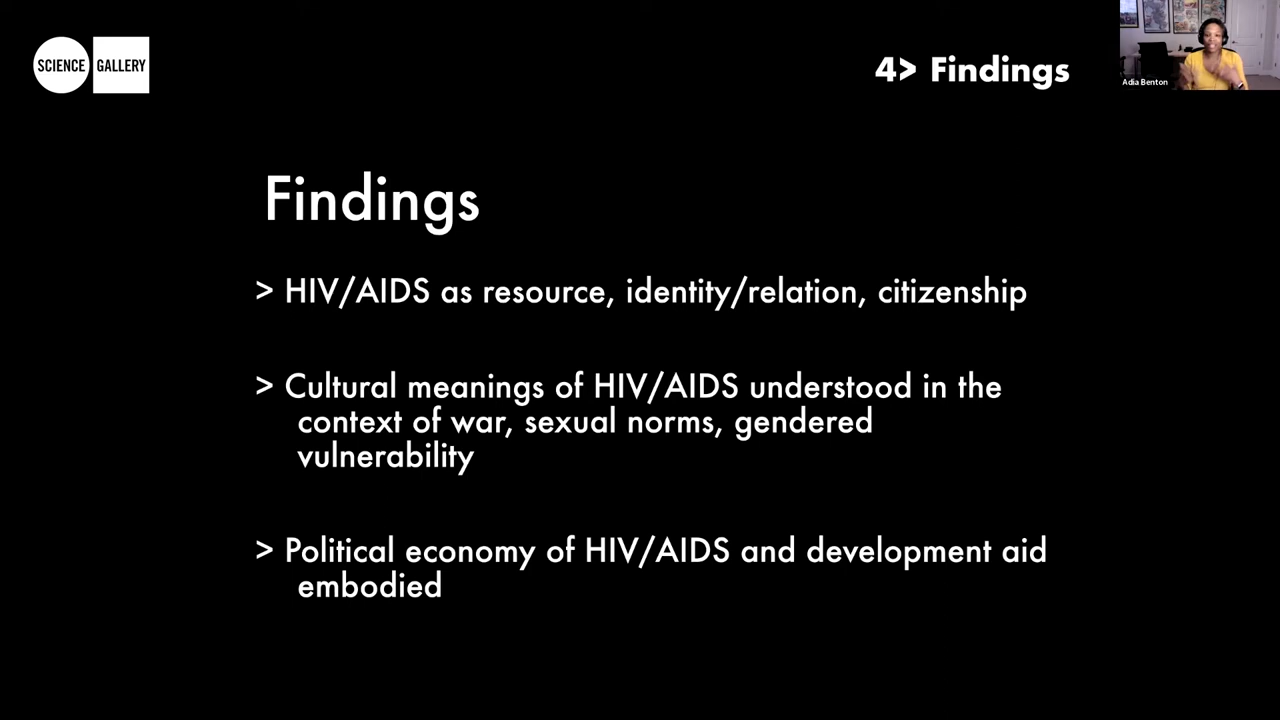 SCIENCE GALLERY
4> Findings
Adia Benton
Findings
> HIV/AIDS as resource, identity/relation, citizenship
> Cultural meanings of HIV/AIDS understood in the
context of war, sexual norms, gendered
vulnerability
> Political economy of HIV/AIDS and development aid
embodied